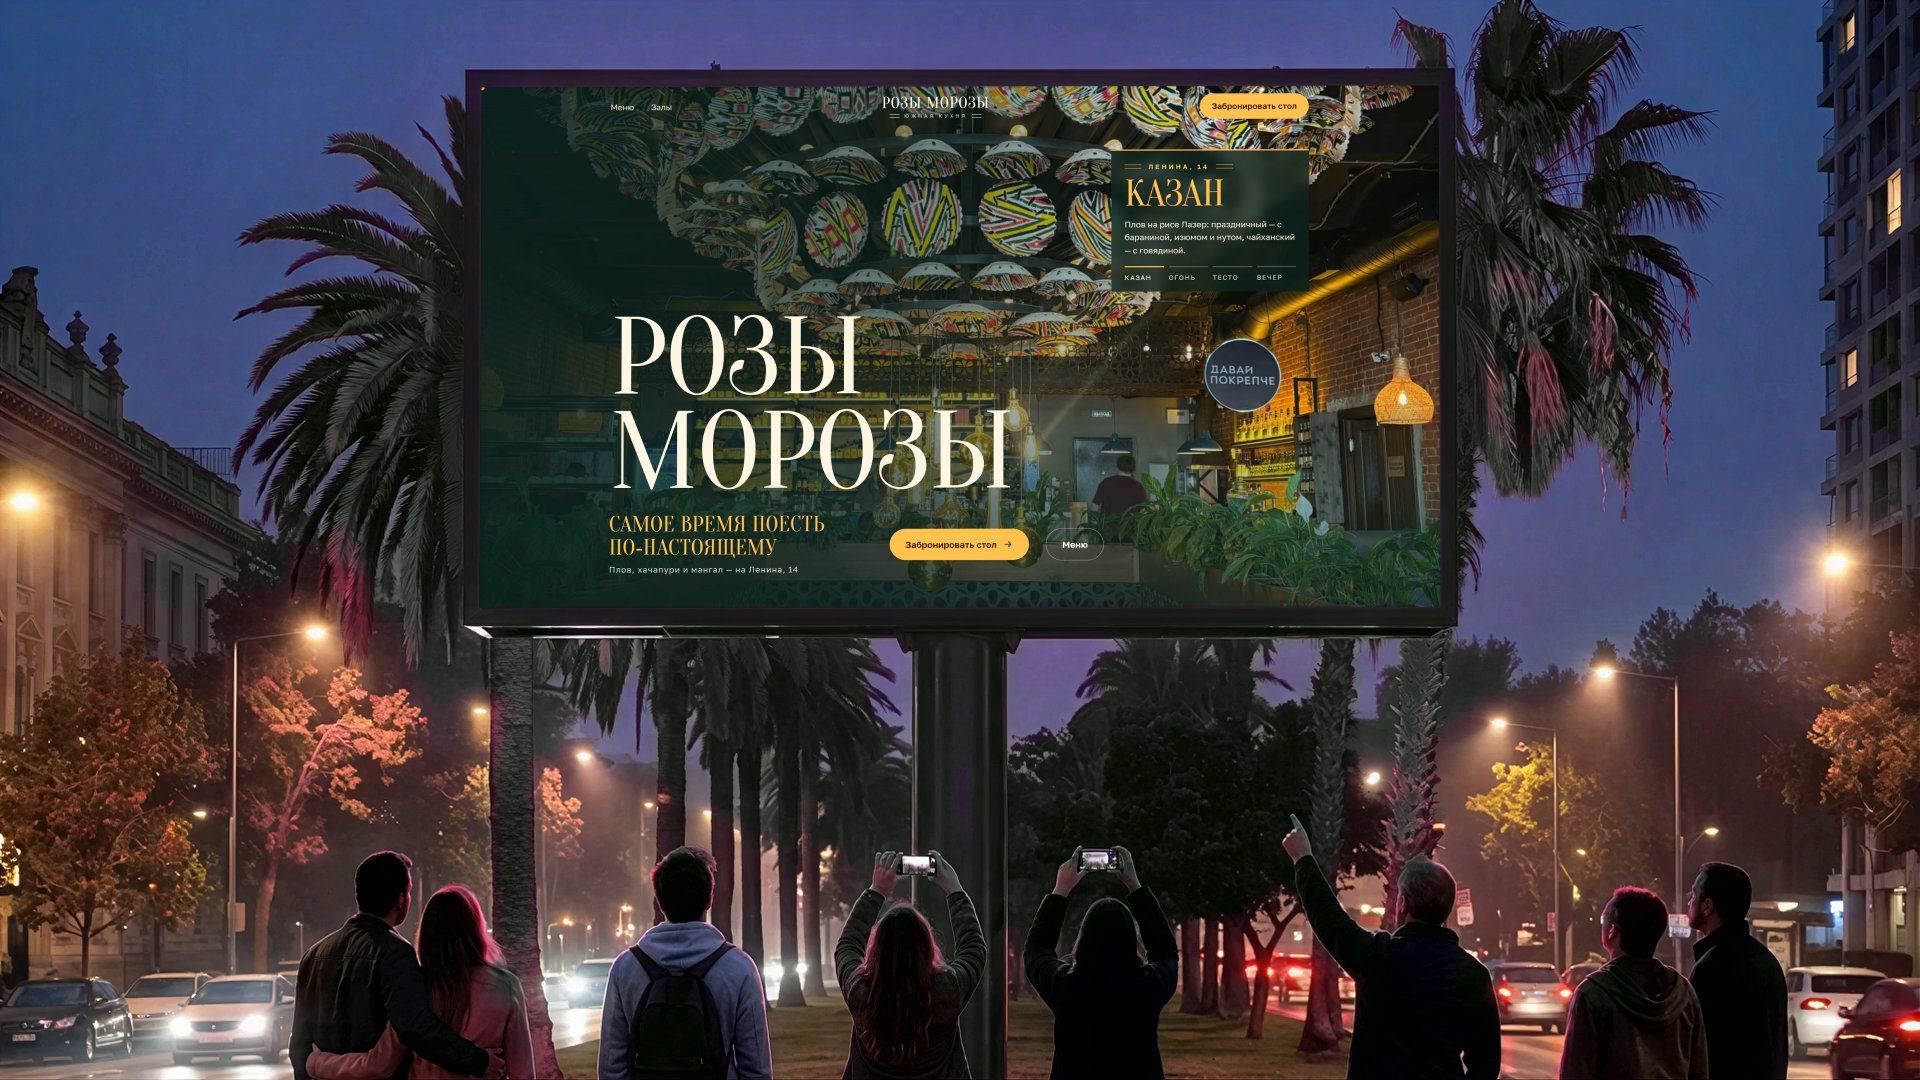 Меню Залы
РОЗЫ МОРОЗЫ
ЮЖНАЯ КУХНЯ
Забронировать стол
ЛЕНИНА, 14
КАЗАН
Плов на рисе Лазер: праздничный — с
бараниной, изюмом и нутом, чайханский
— с говядиной.
КАЗАН ОГОНЬ ТЕСТО ВЕЧЕР
РОЗЫ
МОРОЗЫ
ДАВАЙ
ПОКРЕПЧЕ
САМОЕ ВРЕМЯ ПОЕСТЬ
ПО-НАСТОЯЩЕМУ
Плов, хачапури и мангал — на Ленина, 14
Забронировать стол →
Меню